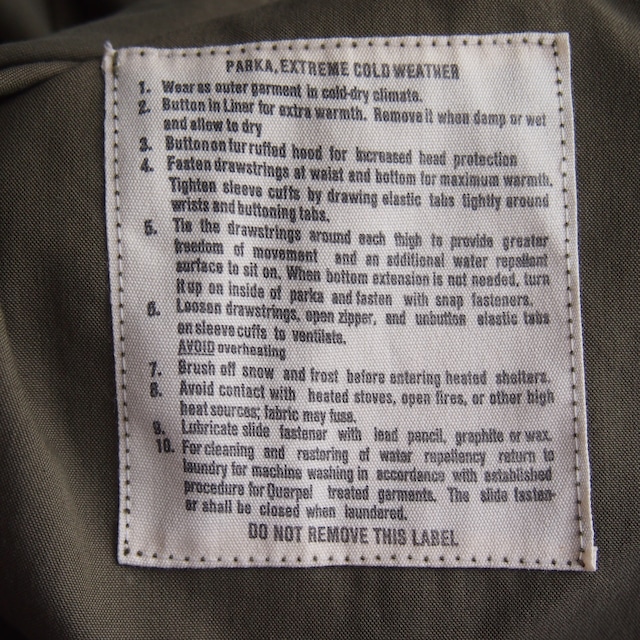 PARKA, EXTREME COLD WEATHER
1. Wear as outer garment in cold-dry climate.
2. Button in Liner for extra warmth. Remove it when damp or wet
and allow to dry
3. Button on fur ruffed hood for increased head protection
4. Fasten drawstrings at waist and bottom for maximum warmth.
Tighten sleeve cuffs by drawing elastic tabs tightly around
wrists and buttoning tabs.
5. Tie the drawstrings around each thigh to provide greater
freedom of movement and an additional water repellent
surface to sit on. When bottom extension is not needed, turn
it up on inside of parka and fasten with snap fasteners.
6. Loosen drawstrings, open zipper, and unbutton elastic tabs
on sleeve cuffs to ventilate.
AVOID overheating
7. Brush off snow and frost before entering heated shelters.
8. Avoid contact with heated stoves, open fires, or other high
heat sources; fabric may fuse.
9. Lubricate slide fastener with lead pencil, graphite or wax.
10. For cleaning and restoring of water repellency return to
laundry for machine washing in accordance with established
procedure for Quarpel treated garments. The slide fasten-
er shall be closed when laundered.
DO NOT REMOVE THIS LABEL